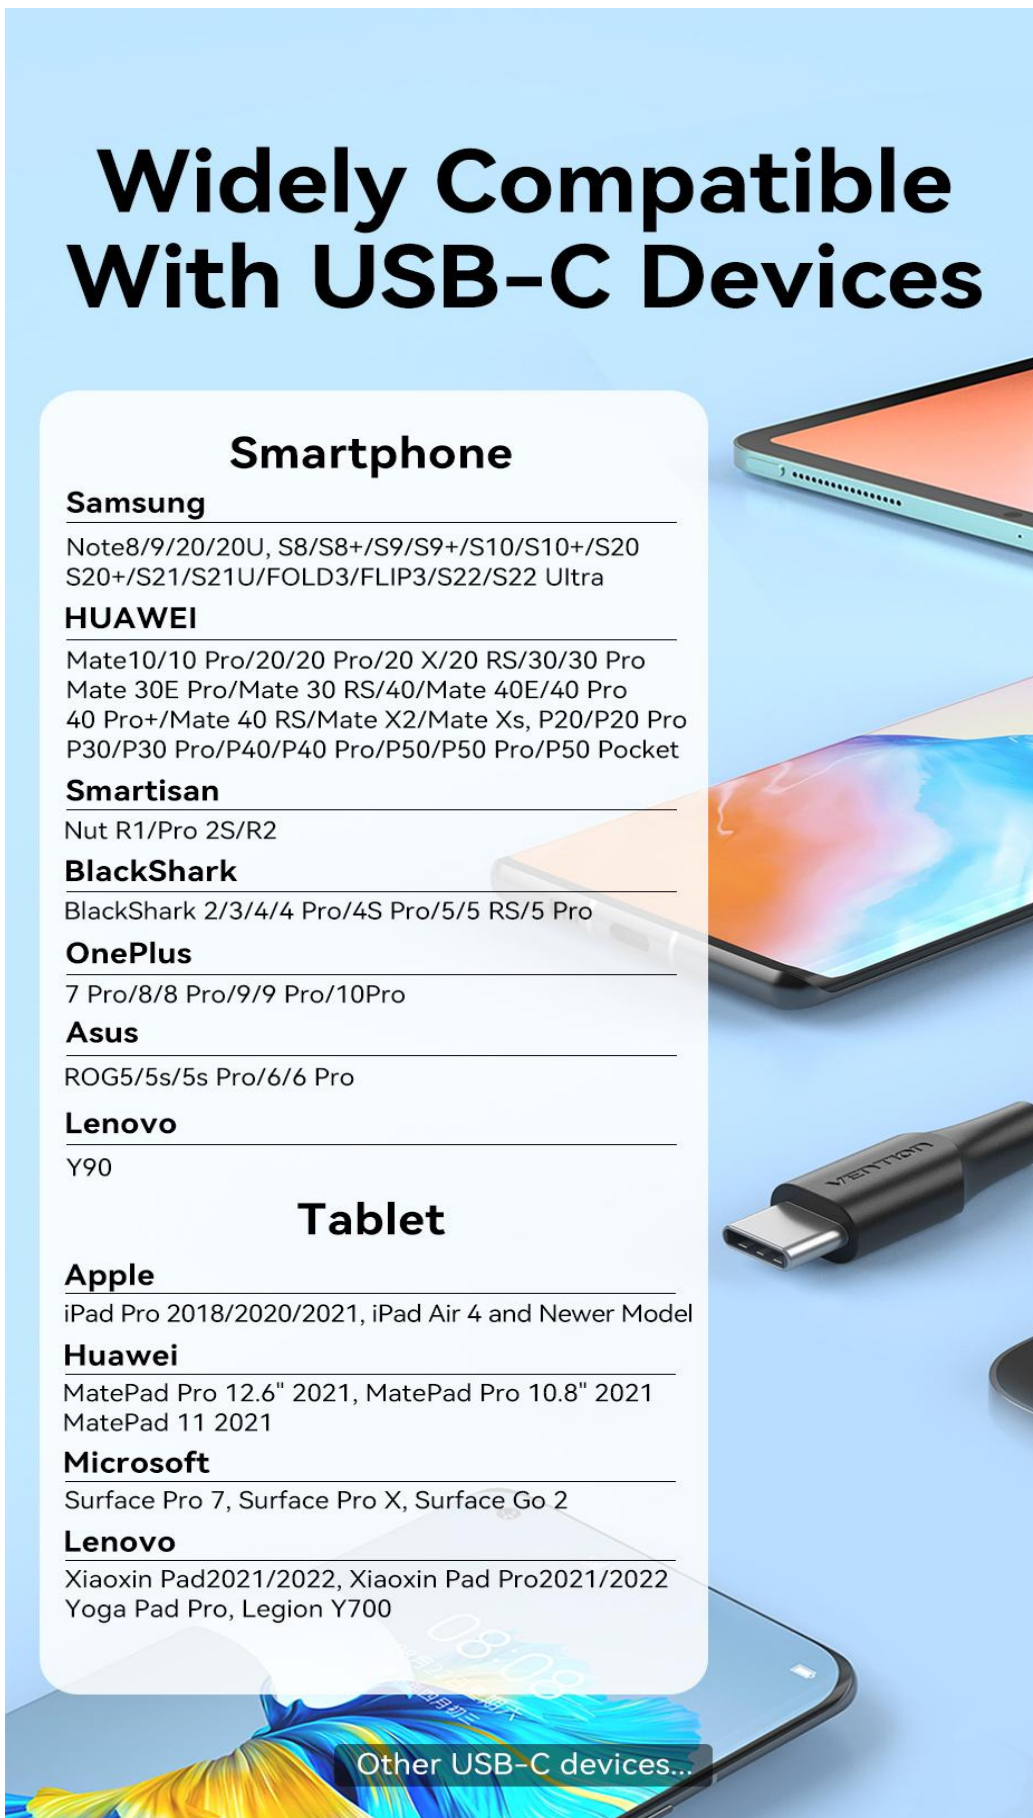 Widely Compatible
With USB-C Devices
Smartphone
Samsung
Note8/9/20/20U, S8/S8+/S9/S9+/S10/S10+/S20
S20+/S21/S21U/FOLD3/FLIP3/S22/S22 Ultra
HUAWEI
Mate10/10 Pro/20/20 Pro/20 X/20 RS/30/30 Pro
Mate 30E Pro/Mate 30 RS/40/Mate 40E/40 Pro
40 Pro+/Mate 40 RS/Mate X2/Mate Xs, P20/P20 Pro
P30/P30 Pro/P40/P40 Pro/P50/P50 Pro/P50 Pocket
Smartisan
Nut R1/Pro 2S/R2
BlackShark
BlackShark 2/3/4/4 Pro/4S Pro/5/5 RS/5 Pro
OnePlus
7 Pro/8/8 Pro/9/9 Pro/10Pro
Asus
ROG5/5s/5s Pro/6/6 Pro
Lenovo
Y90
VENTION
Tablet
Apple
iPad Pro 2018/2020/2021, iPad Air 4 and Newer Model
Huawei
MatePad Pro 12.6" 2021, MatePad Pro 10.8" 2021
MatePad 11 2021
Microsoft
Surface Pro 7, Surface Pro X, Surface Go 2
Lenovo
Xiaoxin Pad2021/2022, Xiaoxin Pad Pro2021/2022
Yoga Pad Pro, Legion Y700
08:08
Other USB-C devices...